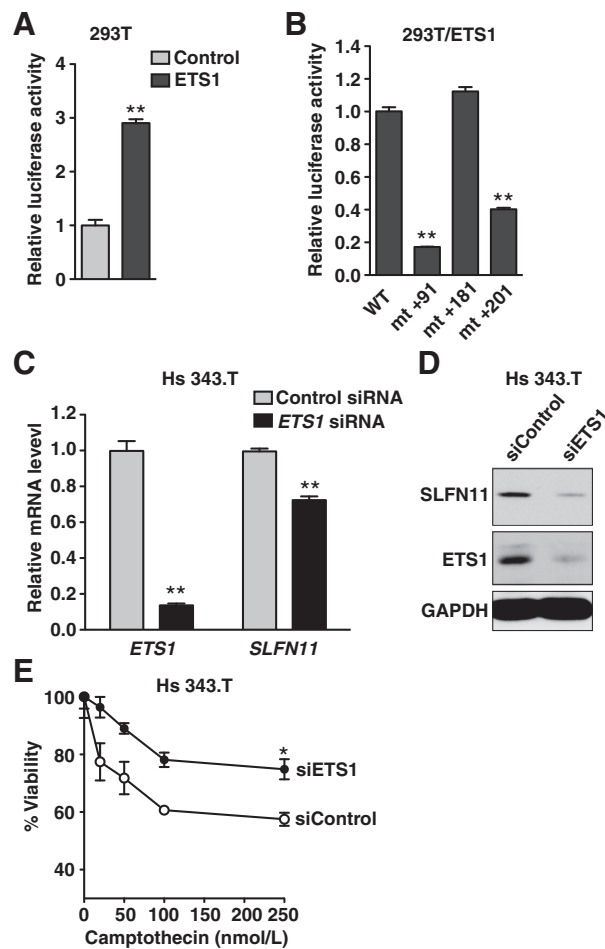 A
293T
Control
ETS1
Relative luciferase activity
4
3
2
1
0
**
B
293T/ETS1
Relative luciferase activity
1.4
1.2
1.0
0.8
0.6
0.4
0.2
0.0
**
**
WT
mt +91
mt +181
mt +201
C
Hs 343.T
Control siRNA
ETS1 siRNA
Relative mRNA levevl
1.2
1.0
0.8
0.6
0.4
0.2
0.0
**
**
ETS1
SLFN11
D
Hs 343.T
siControl
siETS1
SLFN11
ETS1
GAPDH
E
Hs 343.T
% Viability
100
80
60
40
*
siETS1
siControl
0 50 100 150 200 250
Camptothecin (nmol/L)